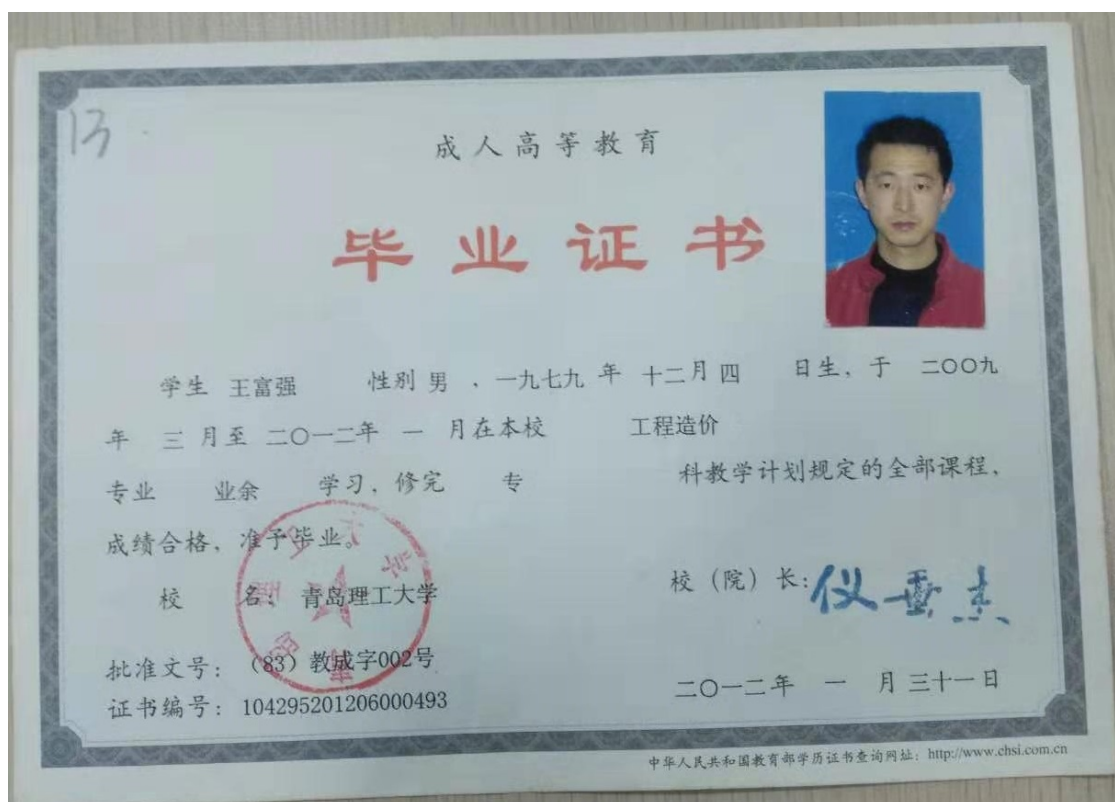 13
成人高等教育
毕业证书
学生 王富强 性别 男 、一九七九 年 十二月 四 日生，于 二〇〇九
年 三 月至 二〇一二年 一 月在本校 工程造价
专业 业余 学习，修完 专 科教学计划规定的全部课程，
成绩合格，准予毕业。
校 名： 青岛理工大学
校（院）长：仪垂杰
批准文号：（83）教成字002号
二〇一二年 一 月 三十一日
证书编号：104295201206000493
中华人民共和国教育部学历证书查询网址：http://www.chsi.com.cn